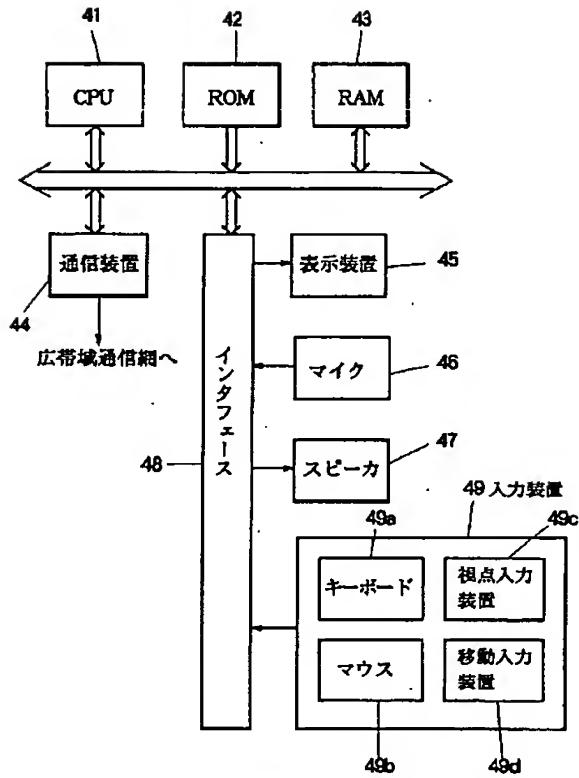 41
42
43
CPU
ROM
RAM
通信装置
44
広帯域通信網へ
表示装置
45
インタフェース
48
マイク
46
スピーカ
47
49 入力装置
49a
49c
キーボード
視点入力
装置
マウス
移動入力
装置
49b
49d